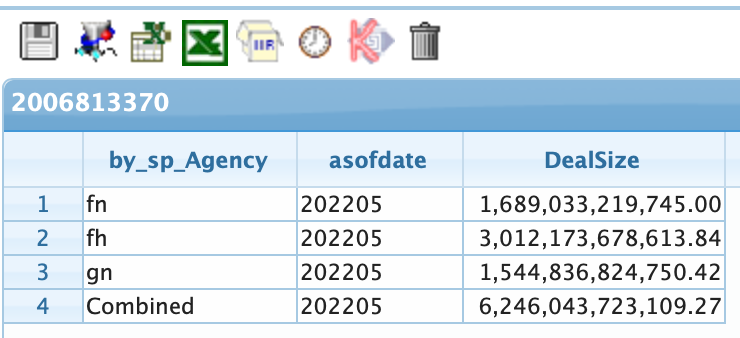 IIR
2006813370
by_sp_Agency asofdate DealSize
1 fn 202205 1,689,033,219,745.00
2 fh 202205 3,012,173,678,613.84
3 gn 202205 1,544,836,824,750.42
4 Combined 202205 6,246,043,723,109.27